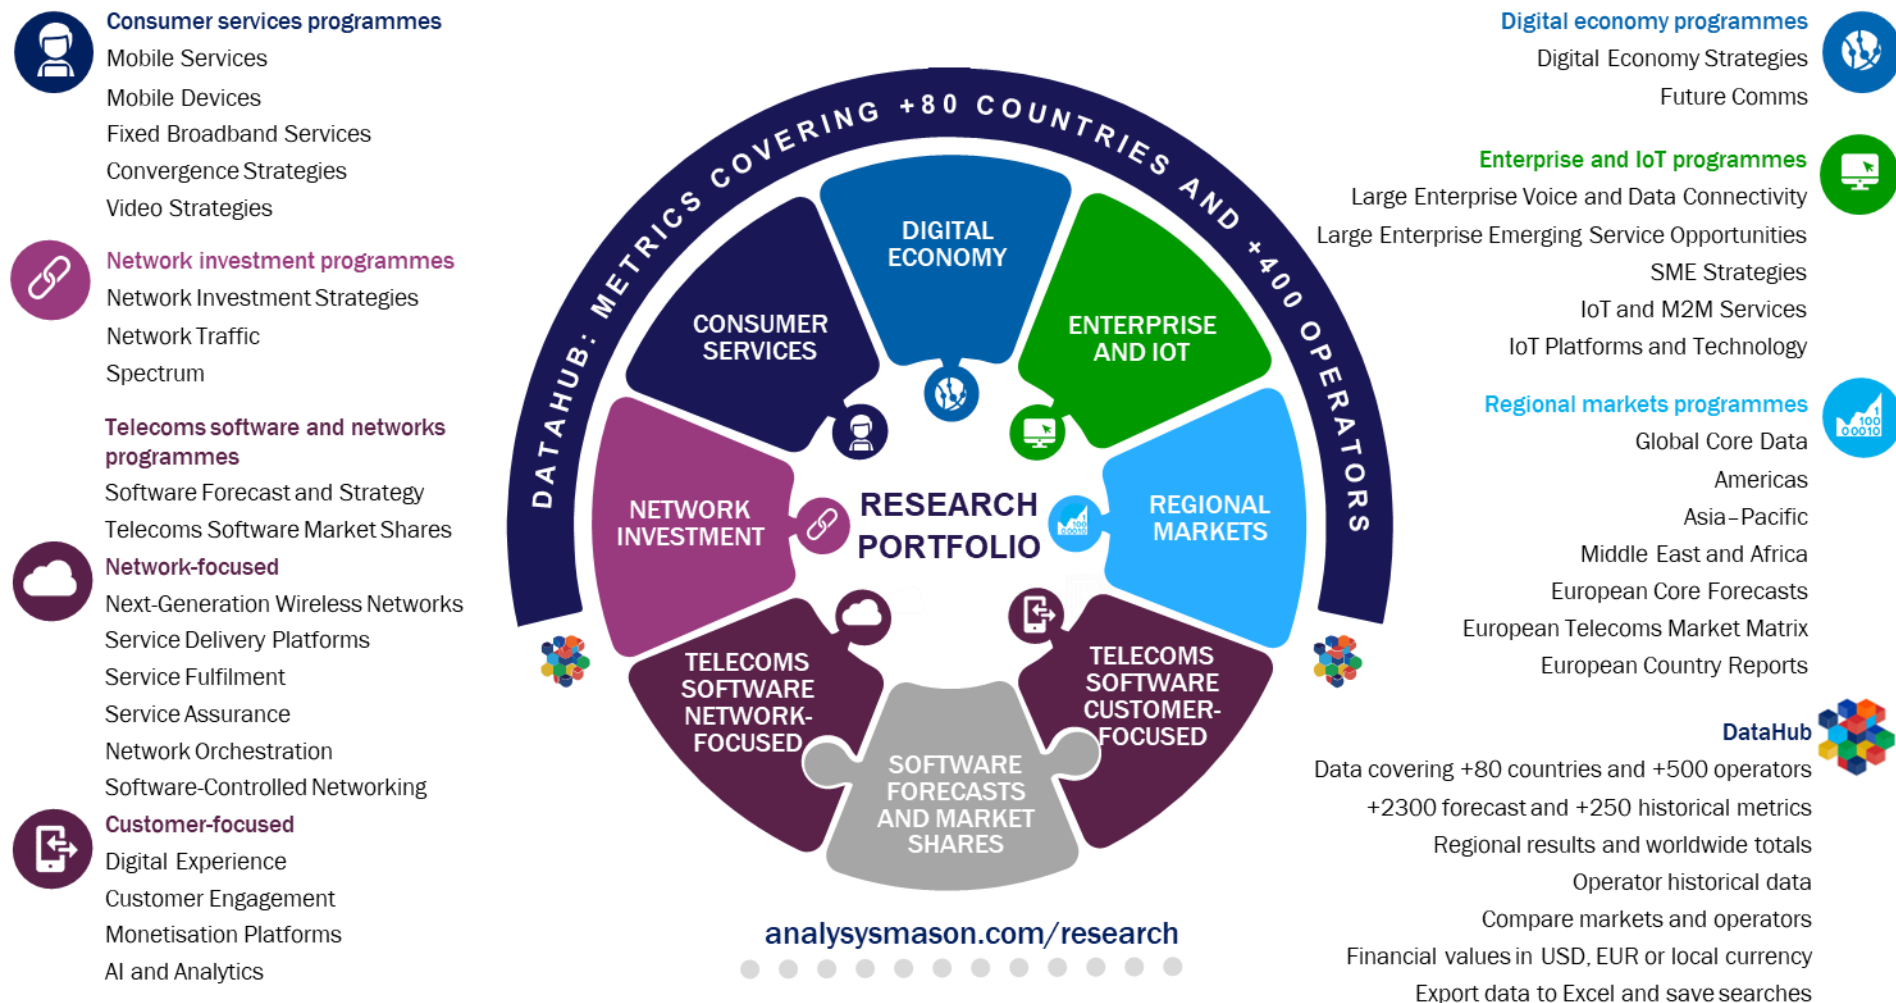 Consumer services programmes
Mobile Services
Mobile Devices
Fixed Broadband Services
Convergence Strategies
Video Strategies
Network investment programmes
Network Investment Strategies
Network Traffic
Spectrum
Telecoms software and networks
programmes
Software Forecast and Strategy
Telecoms Software Market Shares
Network-focused
Next-Generation Wireless Networks
Service Delivery Platforms
Service Fulfilment
Service Assurance
Network Orchestration
Software-Controlled Networking
Customer-focused
Digital Experience
Customer Engagement
Monetisation Platforms
AI and Analytics
DATAHUB: METRICS COVERING +80 COUNTRIES AND +400 OPERATORS
DIGITAL
ECONOMY
CONSUMER
SERVICES
ENTERPRISE
AND IOT
NETWORK
INVESTMENT
RESEARCH
PORTFOLIO
100
00010
REGIONAL
MARKETS
TELECOMS
SOFTWARE
NETWORK-
FOCUSED
TELECOMS
SOFTWARE
CUSTOMER-
FOCUSED
SOFTWARE
FORECASTS
AND MARKET
SHARES
analysysmason.com/research
Digital economy programmes
Digital Economy Strategies
Future Comms
Enterprise and IoT programmes
Large Enterprise Voice and Data Connectivity
Large Enterprise Emerging Service Opportunities
SME Strategies
IoT and M2M Services
IoT Platforms and Technology
Regional markets programmes
1
100
00010
Global Core Data
Americas
Asia–Pacific
Middle East and Africa
European Core Forecasts
European Telecoms Market Matrix
European Country Reports
DataHub
Data covering +80 countries and +500 operators
+2300 forecast and +250 historical metrics
Regional results and worldwide totals
Operator historical data
Compare markets and operators
Financial values in USD, EUR or local currency
Export data to Excel and save searches